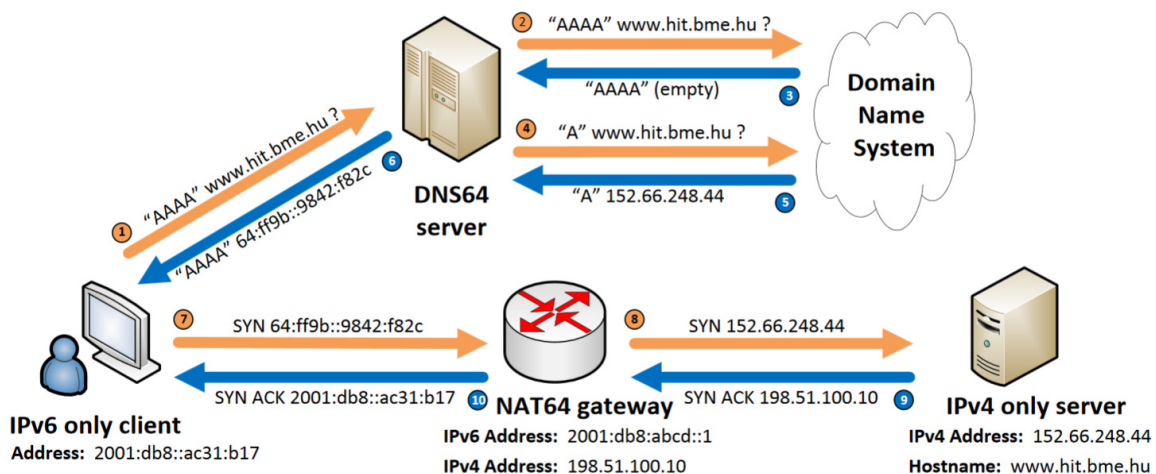 2
“AAAA” www.hit.bme.hu ?
“AAAA” (empty)
3
4
“A” www.hit.bme.hu ?
“A” 152.66.248.44
5
Domain
Name
System
DNS64
server
1
“AAAA” www.hit.bme.hu ?
6
“AAAA” 64:ff9b::9842:f82c
7
SYN 64:ff9b::9842:f82c
SYN ACK 2001:db8::ac31:b17
10
8
SYN 152.66.248.44
SYN ACK 198.51.100.10
9
IPv6 only client
Address: 2001:db8::ac31:b17
NAT64 gateway
IPv6 Address: 2001:db8:abcd::1
IPv4 Address: 198.51.100.10
IPv4 only server
IPv4 Address: 152.66.248.44
Hostname: www.hit.bme.hu